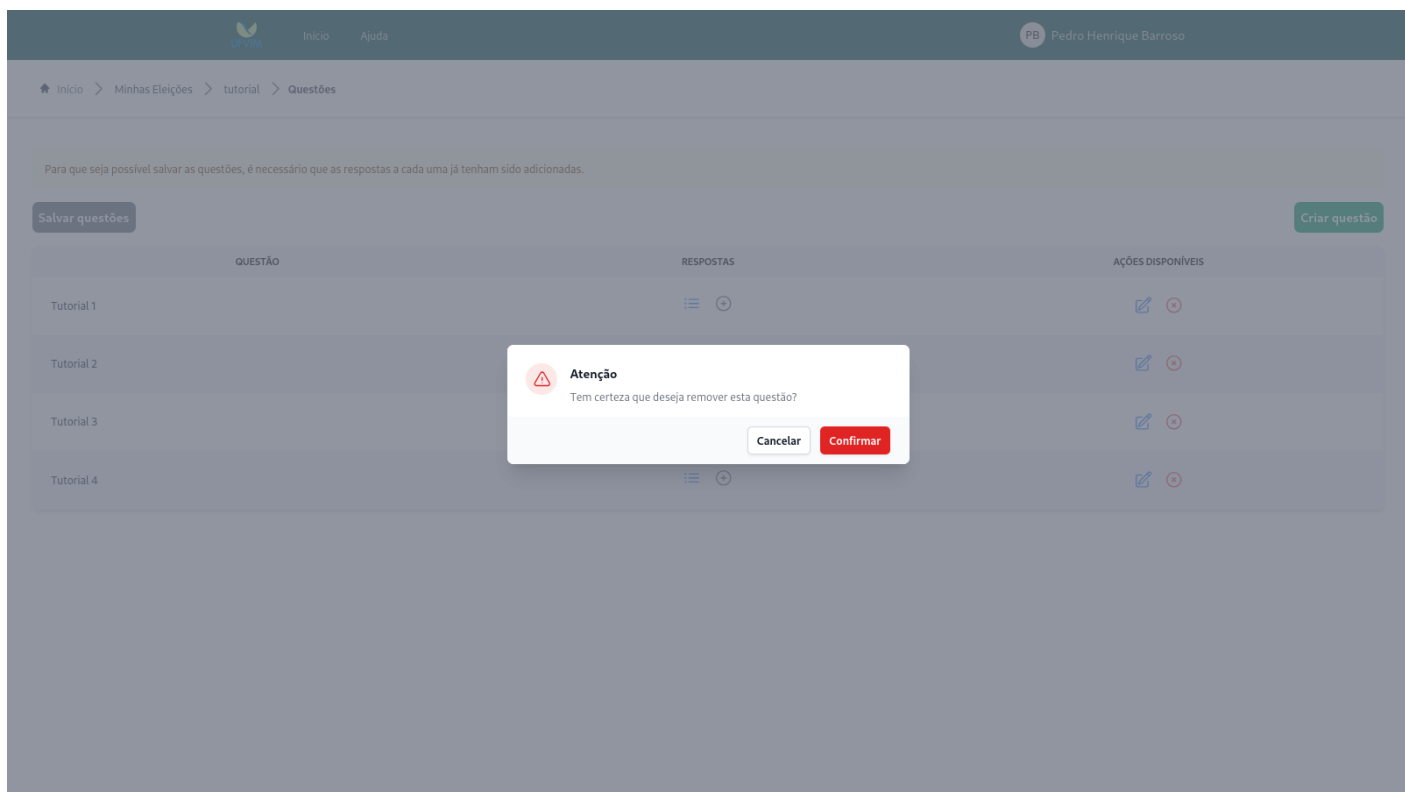 UFVIM
Início
Ajuda
PB
Pedro Henrique Barroso
Início
Minhas Eleições
tutorial
Questões
Para que seja possível salvar as questões, é necessário que as respostas a cada uma já tenham sido adicionadas.
Salvar questões
Criar questão
QUESTÃO
RESPOSTAS
AÇÕES DISPONÍVEIS
Tutorial 1
Tutorial 2
Atenção
Tem certeza que deseja remover esta questão?
Tutorial 3
Cancelar
Confirmar
Tutorial 4